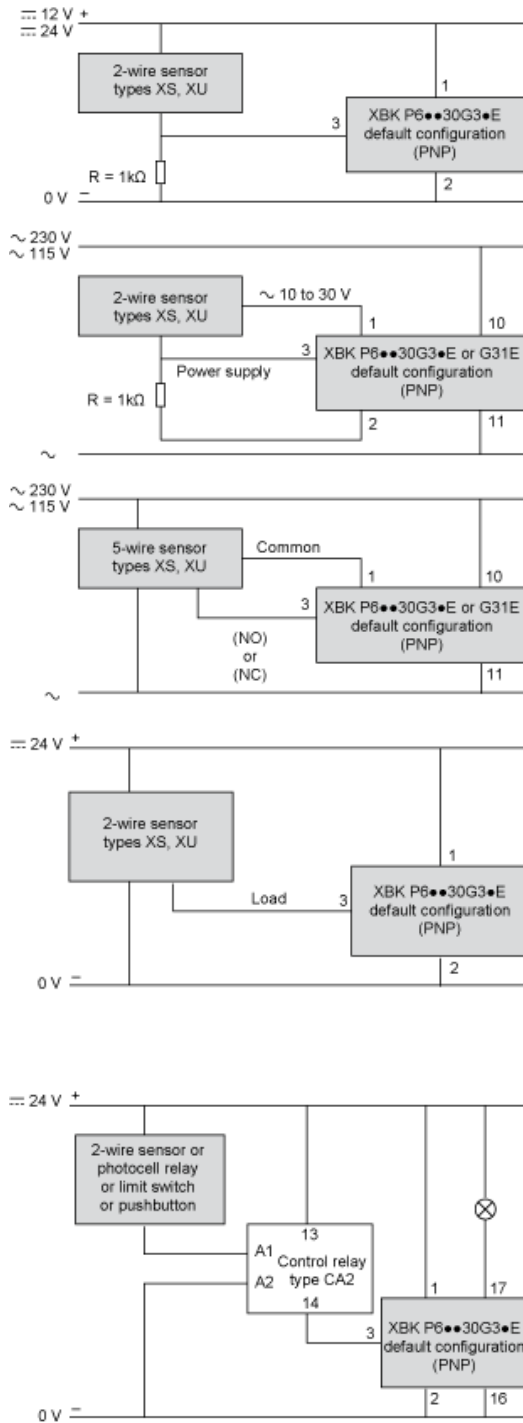 ⎓ 12 V +
⎓ 24 V
2-wire sensor
types XS, XU
1
3
XBK P6●●30G3●E
default configuration
(PNP)
R = 1kΩ
2
0 V −
∼ 230 V
∼ 115 V
2-wire sensor
types XS, XU
∼ 10 to 30 V
1
10
3
Power supply
XBK P6●●30G3●E or G31E
default configuration
(PNP)
R = 1kΩ
2
11
∼
∼ 230 V
∼ 115 V
5-wire sensor
types XS, XU
Common
1
10
3
XBK P6●●30G3●E or G31E
default configuration
(PNP)
(NO)
or
(NC)
11
∼
⎓ 24 V +
2-wire sensor
types XS, XU
1
Load
3
XBK P6●●30G3●E
default configuration
(PNP)
2
0 V −
⎓ 24 V +
2-wire sensor or
photocell relay
or limit switch
or pushbutton
13
A1
Control relay
type CA2
A2
14
1
17
3
XBK P6●●30G3●E
default configuration
(PNP)
2
16
0 V −